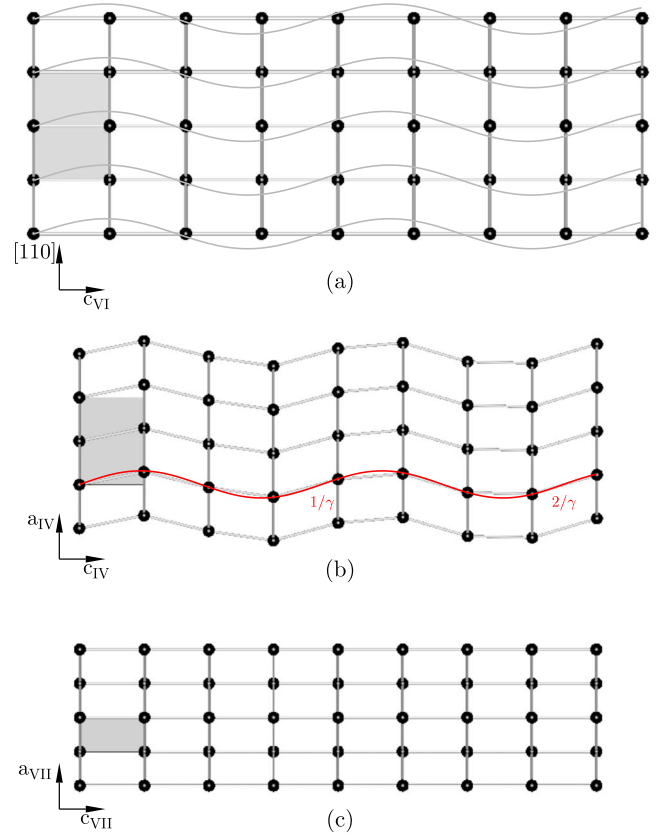 [110]
c_VI
(a)
1/γ 2/γ
a_IV
c_IV
(b)
a_VII
c_VII
(c)